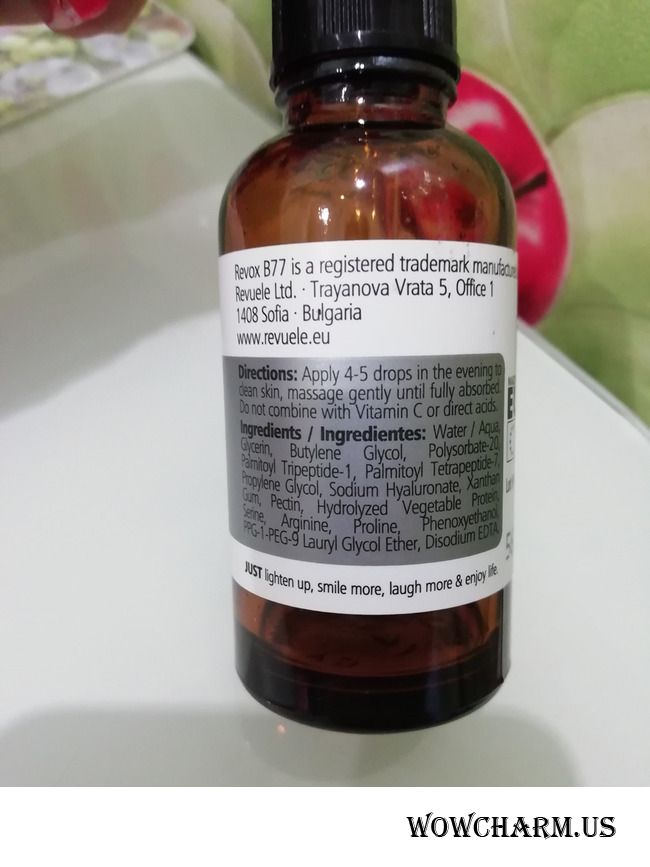 Revox B77 is a registered trademark
Revuele Ltd. · Trayanova Vrata 5, Office 1
1408 Sofia · Bulgaria
www.revuele.eu
Directions: Apply 4-5 drops in the evening to
clean skin, massage gently until fully absorbed.
Do not combine with Vitamin C or direct acids.
Ingredients / Ingredientes: Water / Aqua,
Glycerin, Butylene Glycol, Polysorbate-20,
Palmitoyl Tripeptide-1, Palmitoyl Tetrapeptide-7,
Propylene Glycol, Sodium Hyaluronate, Xanthan
Gum, Pectin, Hydrolyzed Vegetable Protein,
Serine, Arginine, Proline, Phenoxyethanol,
PPG-1-PEG-9 Lauryl Glycol Ether, Disodium EDTA.
JUST lighten up, smile more, laugh more & enjoy life.
WOWCHARM.US